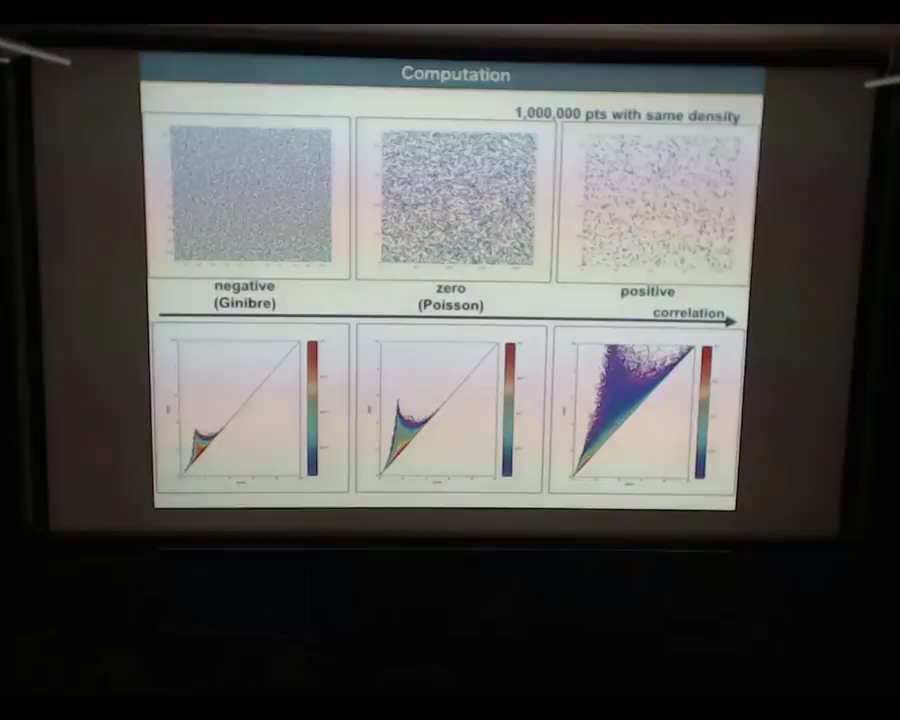 Computation
1,000,000 pts with same density
negative
(Ginibre)
zero
(Poisson)
positive
correlation